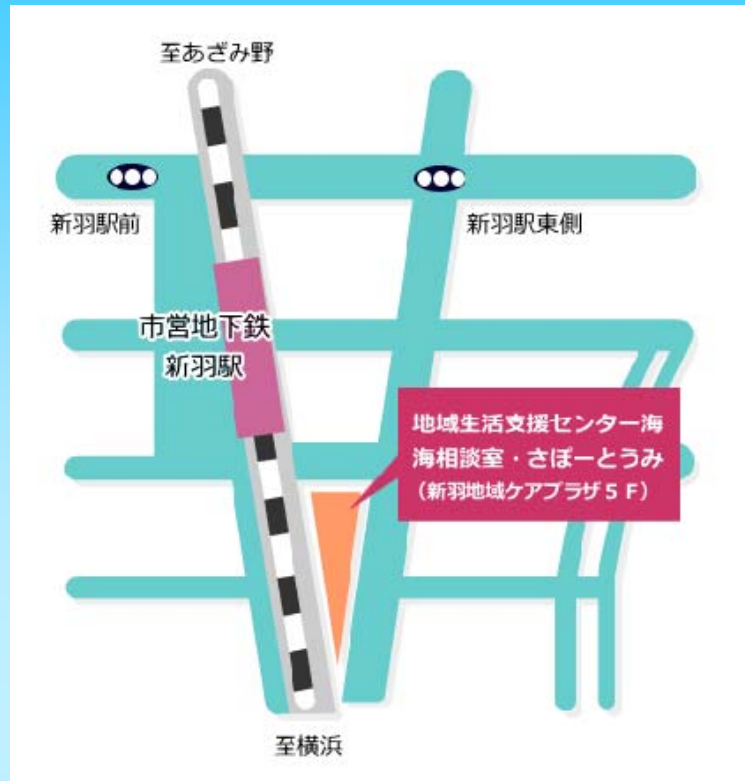 至あざみ野
新羽駅前
新羽駅東側
市営地下鉄
新羽駅
地域生活支援センター海
海相談室・さぽーとうみ
（新羽地域ケアプラザ５Ｆ）
至横浜